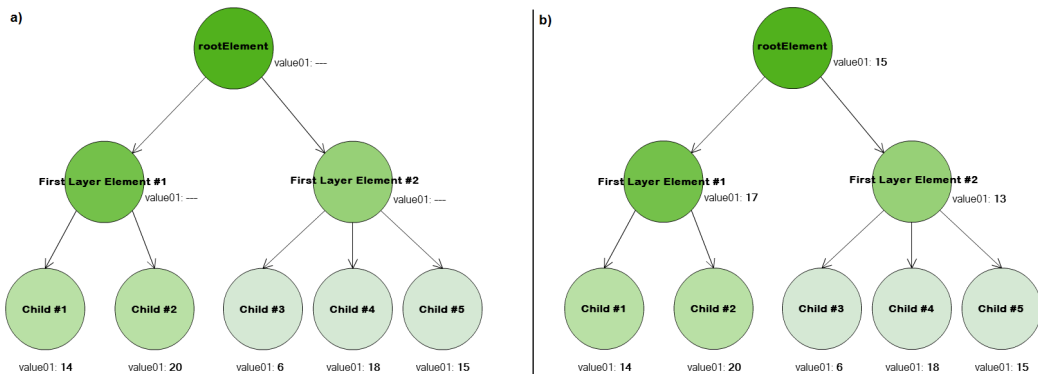 a)
rootElement
value01: ---
First Layer Element #1
value01: ---
First Layer Element #2
value01: ---
Child #1
Child #2
Child #3
Child #4
Child #5
value01: 14
value01: 20
value01: 6
value01: 18
value01: 15
b)
rootElement
value01: 15
First Layer Element #1
value01: 17
First Layer Element #2
value01: 13
Child #1
Child #2
Child #3
Child #4
Child #5
value01: 14
value01: 20
value01: 6
value01: 18
value01: 15